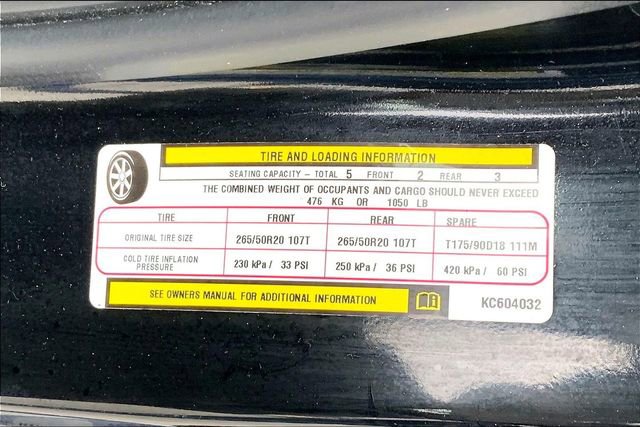 TIRE AND LOADING INFORMATION
SEATING CAPACITY - TOTAL 5 FRONT 2 REAR 3
THE COMBINED WEIGHT OF OCCUPANTS AND CARGO SHOULD NEVER EXCEED
476 KG OR 1050 LB
TIRE FRONT REAR SPARE
ORIGINAL TIRE SIZE 265/50R20 107T 265/50R20 107T T175/90D18 111M
COLD TIRE INFLATION
PRESSURE 230 kPa / 33 PSI 250 kPa / 36 PSI 420 kPa / 60 PSI
SEE OWNERS MANUAL FOR ADDITIONAL INFORMATION
KC604032